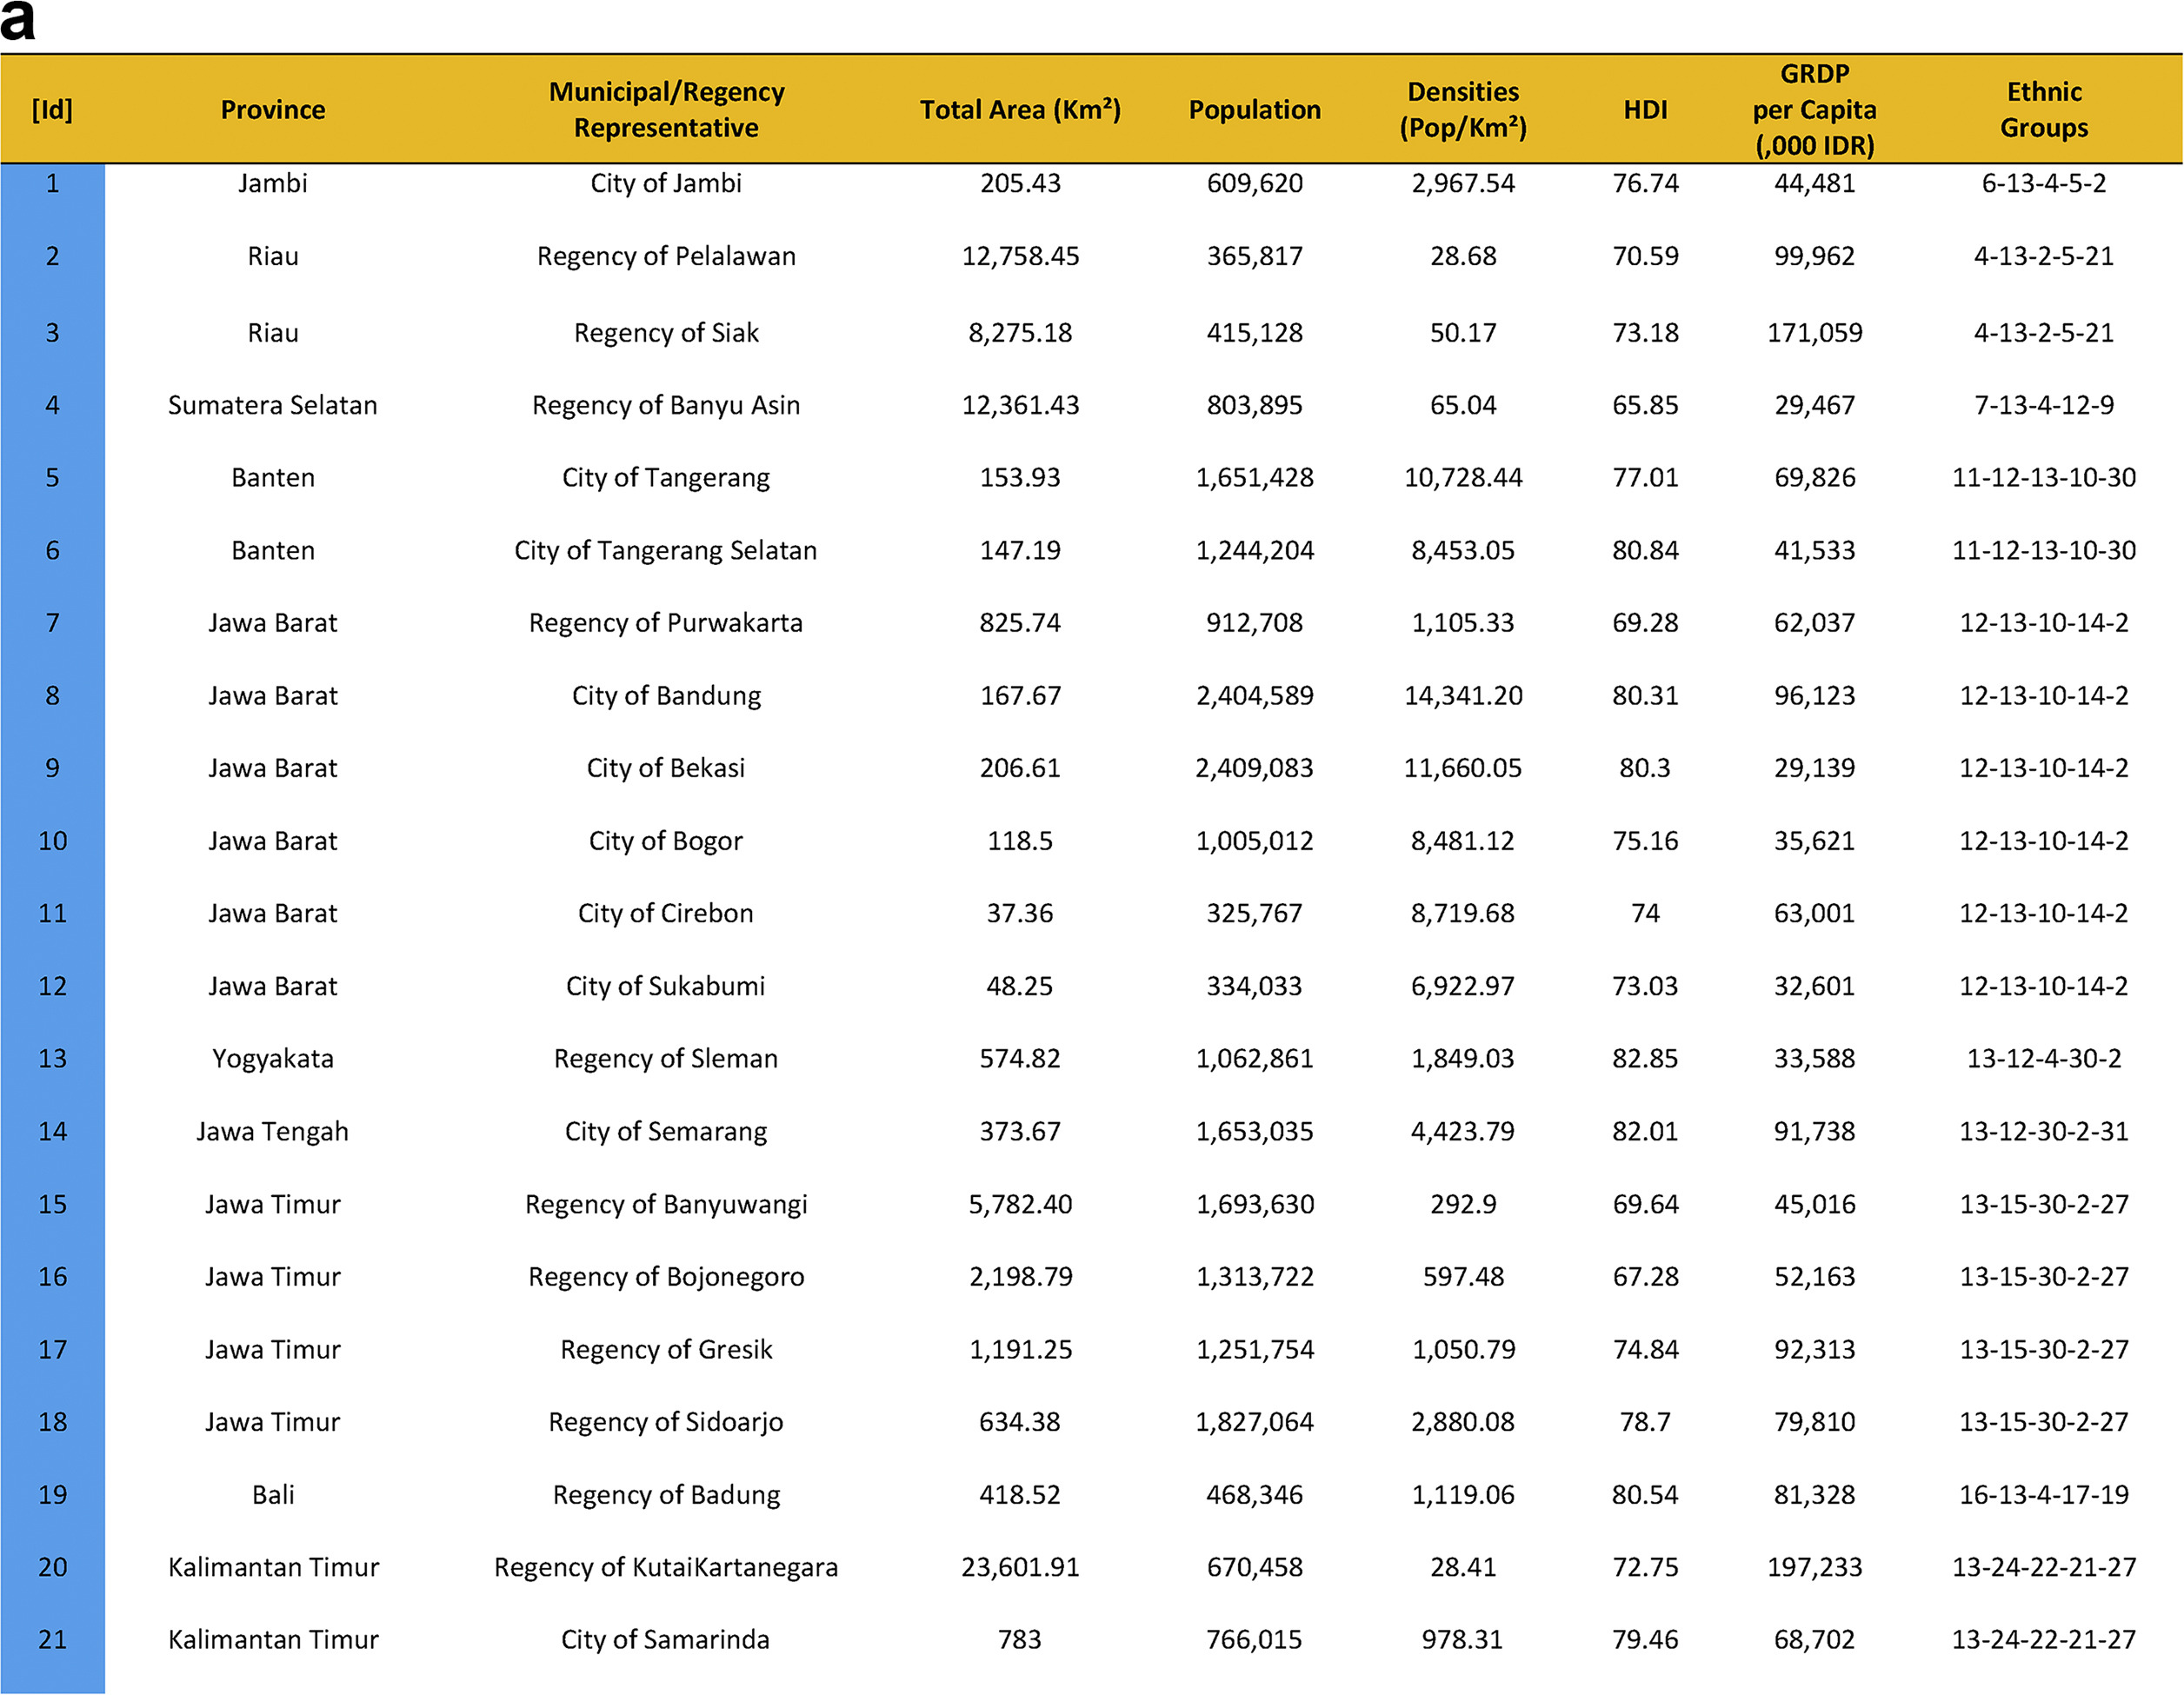 a
[Id] Province Municipal/Regency Representative Total Area (Km²) Population Densities (Pop/Km²) HDI GRDP per Capita (,000 IDR) Ethnic Groups
1 Jambi City of Jambi 205.43 609,620 2,967.54 76.74 44,481 6-13-4-5-2
2 Riau Regency of Pelalawan 12,758.45 365,817 28.68 70.59 99,962 4-13-2-5-21
3 Riau Regency of Siak 8,275.18 415,128 50.17 73.18 171,059 4-13-2-5-21
4 Sumatera Selatan Regency of Banyu Asin 12,361.43 803,895 65.04 65.85 29,467 7-13-4-12-9
5 Banten City of Tangerang 153.93 1,651,428 10,728.44 77.01 69,826 11-12-13-10-30
6 Banten City of Tangerang Selatan 147.19 1,244,204 8,453.05 80.84 41,533 11-12-13-10-30
7 Jawa Barat Regency of Purwakarta 825.74 912,708 1,105.33 69.28 62,037 12-13-10-14-2
8 Jawa Barat City of Bandung 167.67 2,404,589 14,341.20 80.31 96,123 12-13-10-14-2
9 Jawa Barat City of Bekasi 206.61 2,409,083 11,660.05 80.3 29,139 12-13-10-14-2
10 Jawa Barat City of Bogor 118.5 1,005,012 8,481.12 75.16 35,621 12-13-10-14-2
11 Jawa Barat City of Cirebon 37.36 325,767 8,719.68 74 63,001 12-13-10-14-2
12 Jawa Barat City of Sukabumi 48.25 334,033 6,922.97 73.03 32,601 12-13-10-14-2
13 Yogyakata Regency of Sleman 574.82 1,062,861 1,849.03 82.85 33,588 13-12-4-30-2
14 Jawa Tengah City of Semarang 373.67 1,653,035 4,423.79 82.01 91,738 13-12-30-2-31
15 Jawa Timur Regency of Banyuwangi 5,782.40 1,693,630 292.9 69.64 45,016 13-15-30-2-27
16 Jawa Timur Regency of Bojonegoro 2,198.79 1,313,722 597.48 67.28 52,163 13-15-30-2-27
17 Jawa Timur Regency of Gresik 1,191.25 1,251,754 1,050.79 74.84 92,313 13-15-30-2-27
18 Jawa Timur Regency of Sidoarjo 634.38 1,827,064 2,880.08 78.7 79,810 13-15-30-2-27
19 Bali Regency of Badung 418.52 468,346 1,119.06 80.54 81,328 16-13-4-17-19
20 Kalimantan Timur Regency of KutaiKartanegara 23,601.91 670,458 28.41 72.75 197,233 13-24-22-21-27
21 Kalimantan Timur City of Samarinda 783 766,015 978.31 79.46 68,702 13-24-22-21-27